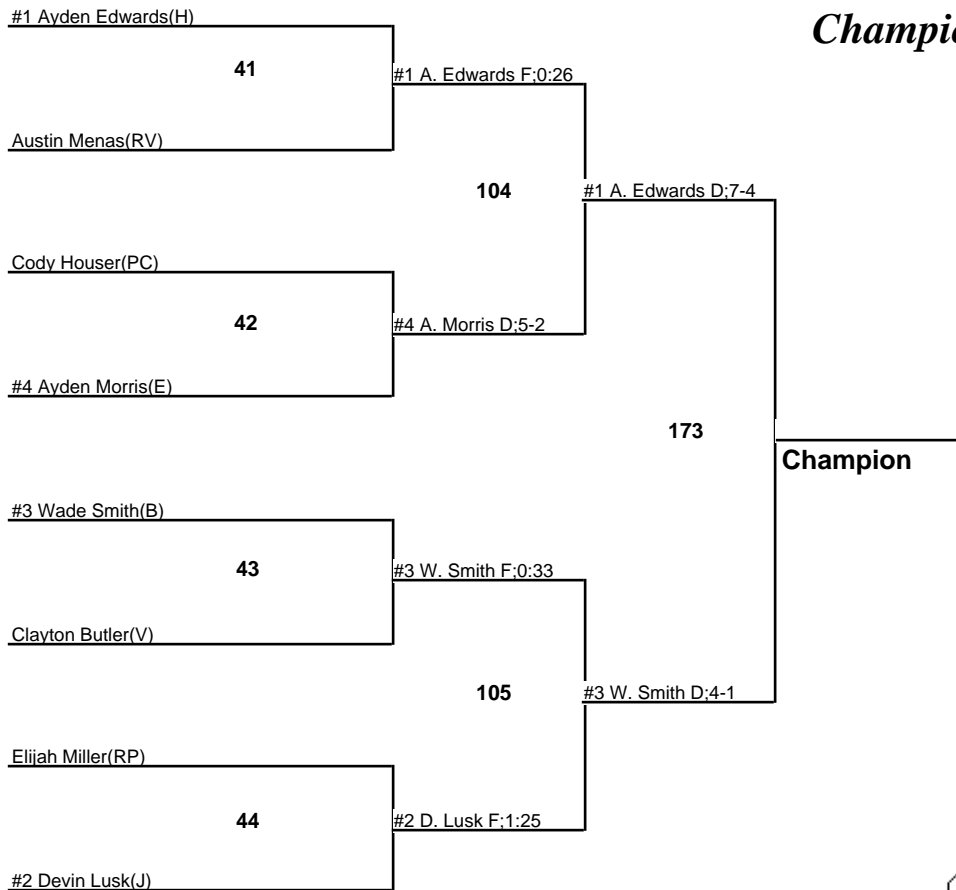 #1 Ayden Edwards(H)
Champio
41
#1 A. Edwards F;0:26
Austin Menas(RV)
104
#1 A. Edwards D;7-4
Cody Houser(PC)
42
#4 A. Morris D;5-2
#4 Ayden Morris(E)
173
Champion
#3 Wade Smith(B)
43
#3 W. Smith F;0:33
Clayton Butler(V)
105
#3 W. Smith D;4-1
Elijah Miller(RP)
44
#2 D. Lusk F;1:25
#2 Devin Lusk(J)